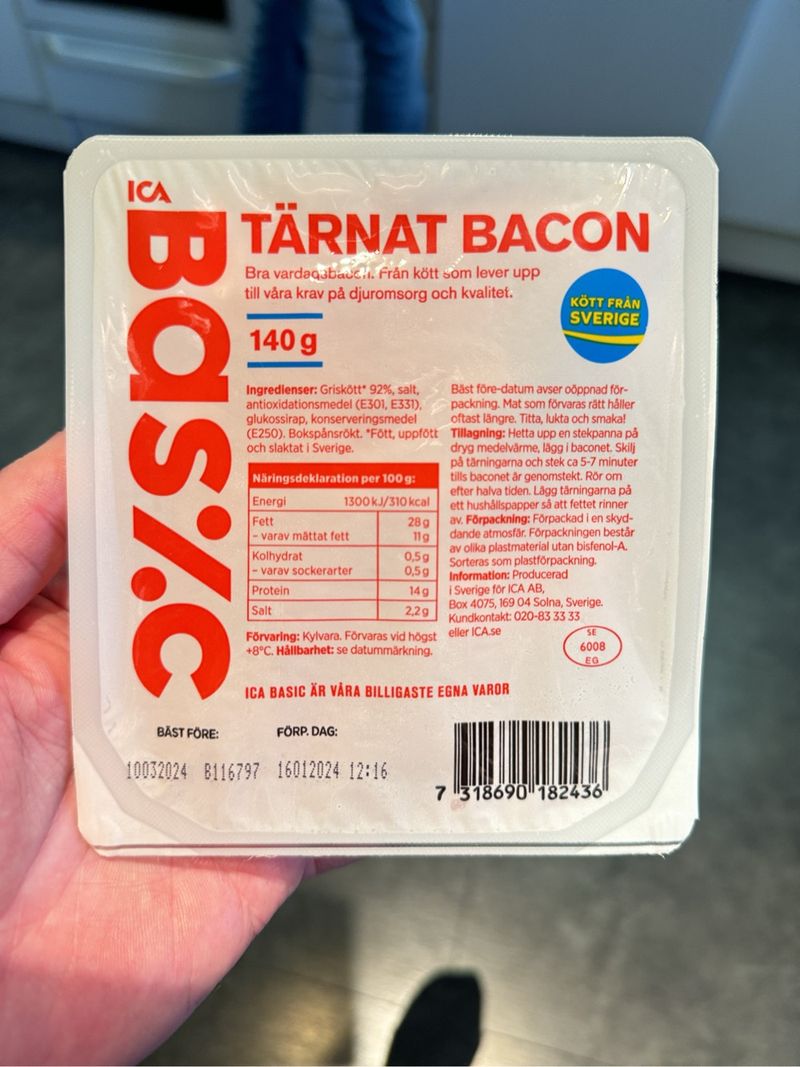 ICA
Basic
TÄRNAT BACON
Bra vardagsbacon. Från kött som lever upp
till våra krav på djuromsorg och kvalitet.
KÖTT FRÅN
SVERIGE
140 g
Ingredienser: Griskött* 92%, salt,
antioxidationsmedel (E301, E331),
glukossirap, konserveringsmedel
(E250). Bokspånsrökt. *Fött, uppfött
och slaktat i Sverige.
Näringsdeklaration per 100 g:
Energi 1300 kJ/310 kcal
Fett 28 g
- varav mättat fett 11 g
Kolhydrat 0,5 g
- varav sockerarter 0,5 g
Protein 14 g
Salt 2,2 g
Förvaring: Kylvara. Förvaras vid högst
+8°C. Hållbarhet: se datummärkning.
Bäst före-datum avser oöppnad för-
packning. Mat som förvaras rätt håller
oftast längre. Titta, lukta och smaka!
Tillagning: Hetta upp en stekpanna på
dryg medelvärme, lägg i baconet. Skilj
på tärningarna och stek ca 5-7 minuter
tills baconet är genomstekt. Rör om
efter halva tiden. Lägg tärningarna på
ett hushållspapper så att fettet rinner
av. Förpackning: Förpackad i en skyd-
dande atmosfär. Förpackningen består
av olika plastmaterial utan bisfenol-A.
Sorteras som plastförpackning.
Information: Producerad
i Sverige för ICA AB,
Box 4075, 169 04 Solna, Sverige.
Kundkontakt: 020-83 33 33
eller ICA.se
SE
6008
EG
ICA BASIC ÄR VÅRA BILLIGASTE EGNA VAROR
BÄST FÖRE: FÖRP. DAG:
10032024 B116797 16012024 12:16
7 318690 182436